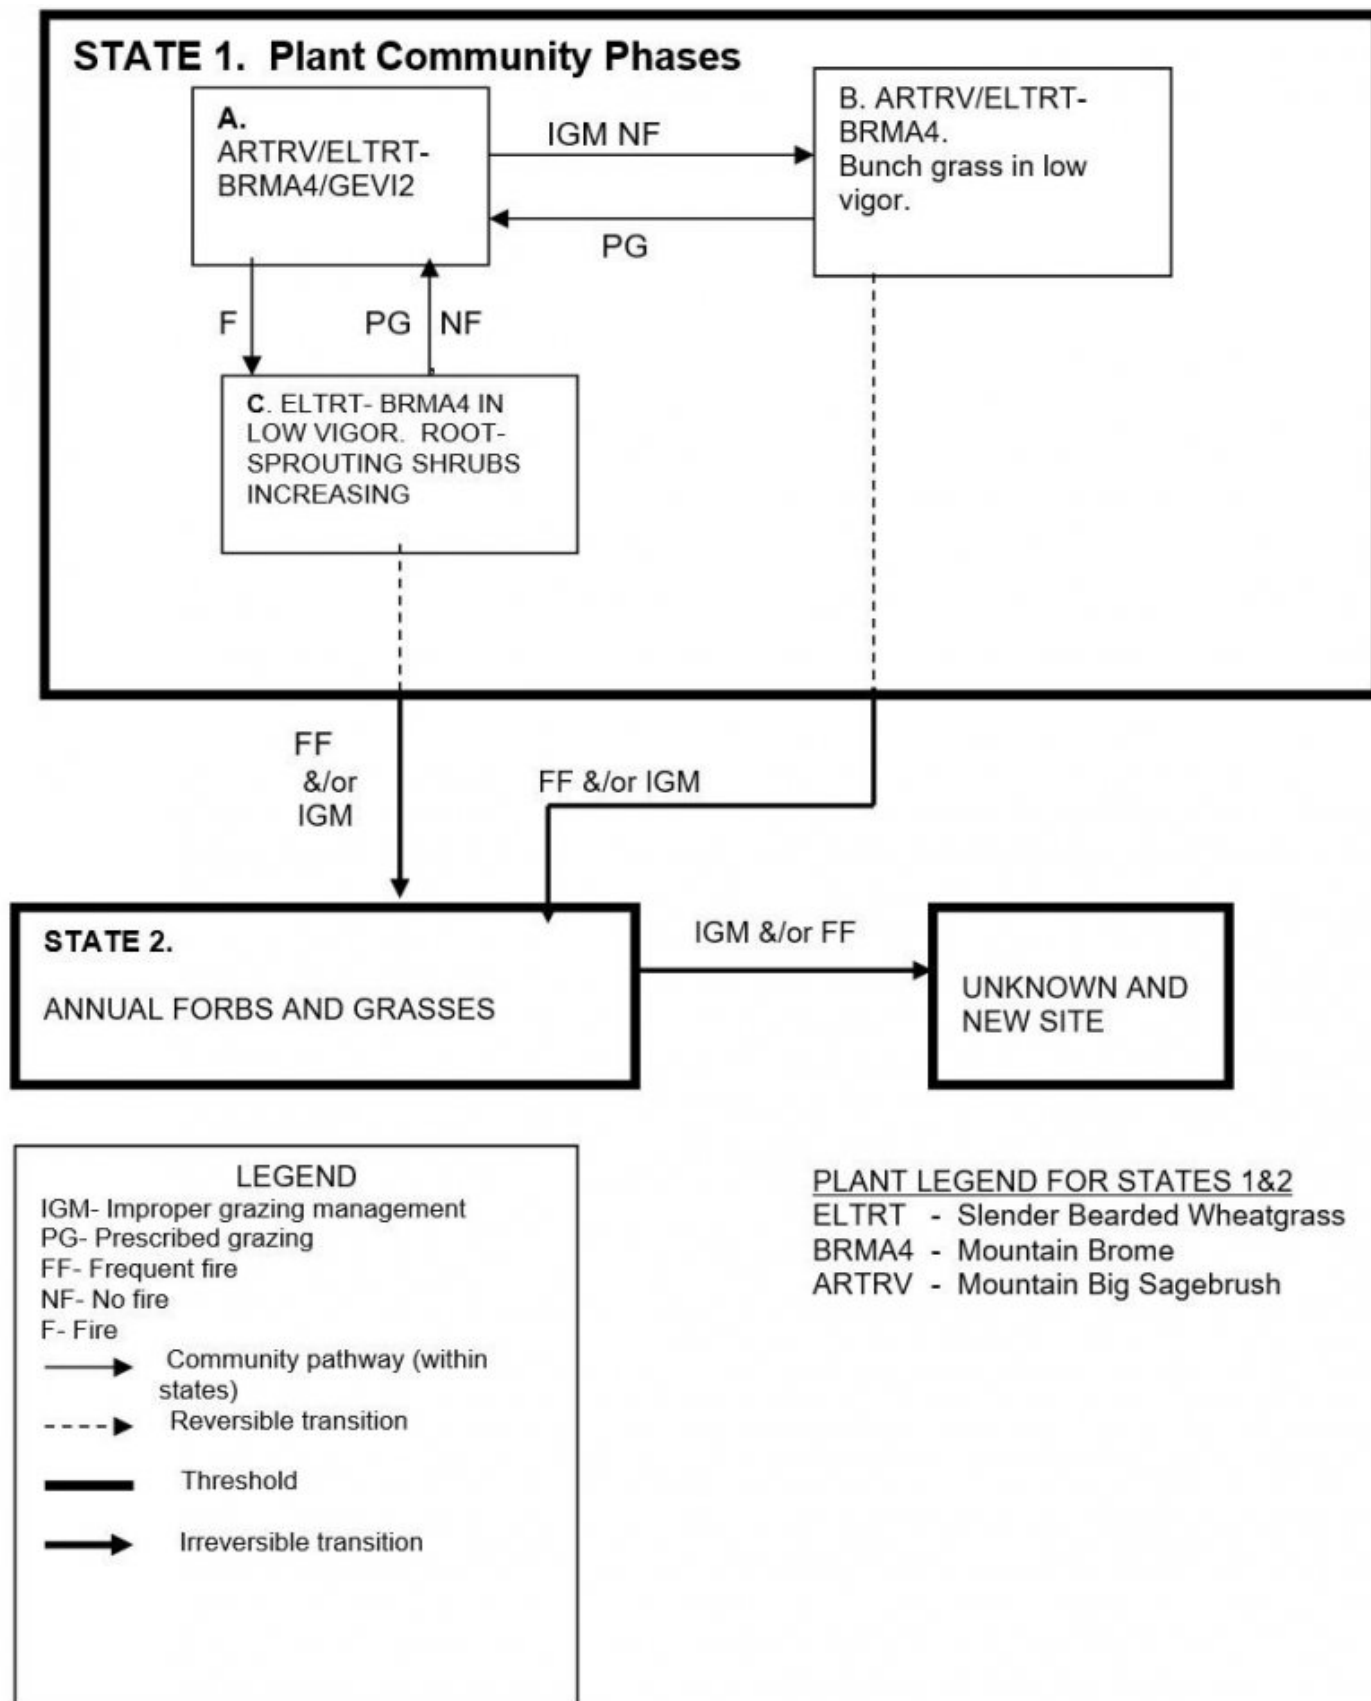 STATE 1. Plant Community Phases
A.
ARTRV/ELTRT-
BRMA4/GEVI2
IGM NF
B. ARTRV/ELTRT-
BRMA4.
Bunch grass in low
vigor.
PG
F
PG
NF
C. ELTRT- BRMA4 IN
LOW VIGOR. ROOT-
SPROUTING SHRUBS
INCREASING
FF
&/or
IGM
FF &/or IGM
STATE 2.
ANNUAL FORBS AND GRASSES
IGM &/or FF
UNKNOWN AND
NEW SITE
LEGEND
IGM- Improper grazing management
PG- Prescribed grazing
FF- Frequent fire
NF- No fire
F- Fire
Community pathway (within
states)
Reversible transition
Threshold
Irreversible transition
PLANT LEGEND FOR STATES 1&2
ELTRT - Slender Bearded Wheatgrass
BRMA4 - Mountain Brome
ARTRV - Mountain Big Sagebrush